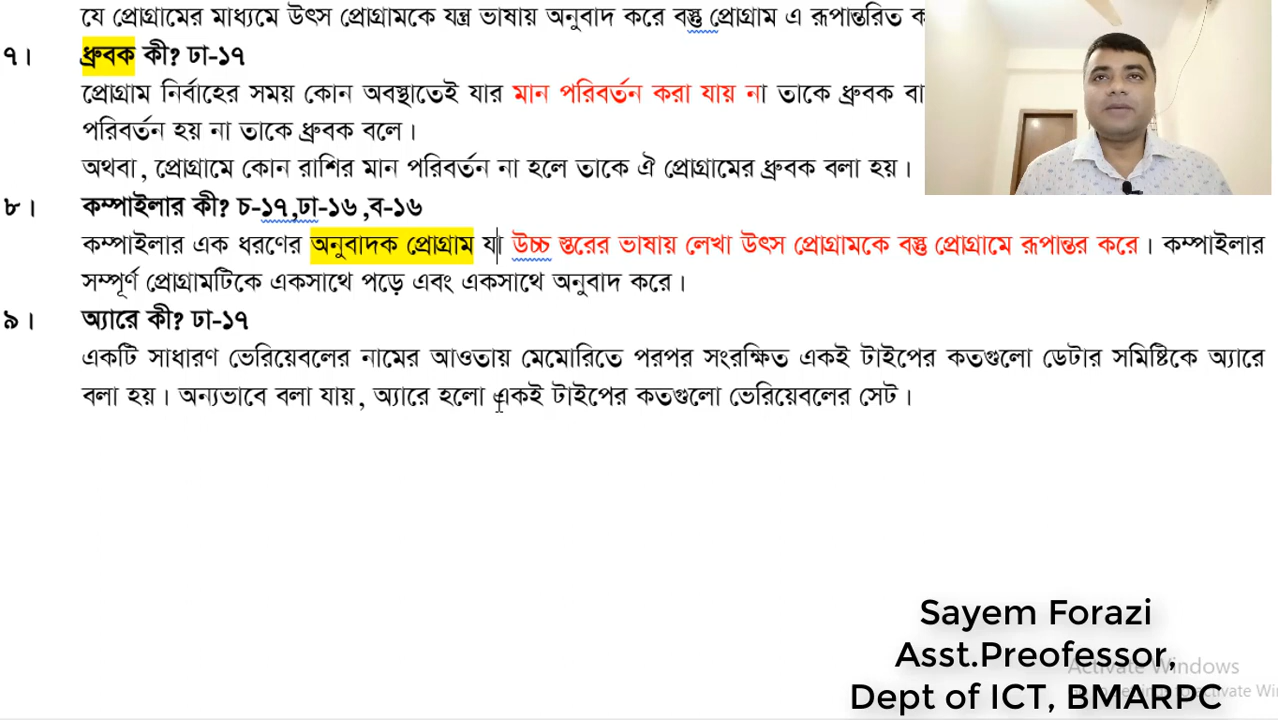 যে প্রোগ্রামের মাধ্যমে উৎস প্রোগ্রামকে যন্ত্র ভাষায় অনুবাদ করে বস্তু প্রোগ্রাম এ রূপান্তরিত ক
৭। ধ্রুবক কী? ঢা-১৭
প্রোগ্রাম নির্বাহের সময় কোন অবস্থাতেই যার মান পরিবর্তন করা যায় না তাকে ধ্রুবক বা
পরিবর্তন হয় না তাকে ধ্রুবক বলে।
অথবা, প্রোগ্রামে কোন রাশির মান পরিবর্তন না হলে তাকে ঐ প্রোগ্রামের ধ্রুবক বলা হয়।
৮। কম্পাইলার কী? চ-১৭,ঢা-১৬,ব-১৬
কম্পাইলার এক ধরণের অনুবাদক প্রোগ্রাম যা উচ্চ স্তরের ভাষায় লেখা উৎস প্রোগ্রামকে বস্তু প্রোগ্রামে রূপান্তর করে। কম্পাইলার
সম্পূর্ণ প্রোগ্রামটিকে একসাথে পড়ে এবং একসাথে অনুবাদ করে।
৯। অ্যারে কী? ঢা-১৭
একটি সাধারণ ভেরিয়েবলের নামের আওতায় মেমোরিতে পরপর সংরক্ষিত একই টাইপের কতগুলো ডেটার সমিষ্টিকে অ্যারে
বলা হয়। অন্যভাবে বলা যায়, অ্যারে হলো একই টাইপের কতগুলো ভেরিয়েবলের সেট।
Sayem Forazi
Asst.Preofessor,
Activate Windows
Dept of ICT, BMARPC